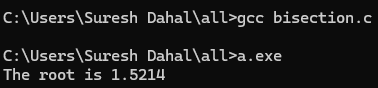 C:\Users\Suresh Dahal\all>gcc bisection.c
C:\Users\Suresh Dahal\all>a.exe
The root is 1.5214